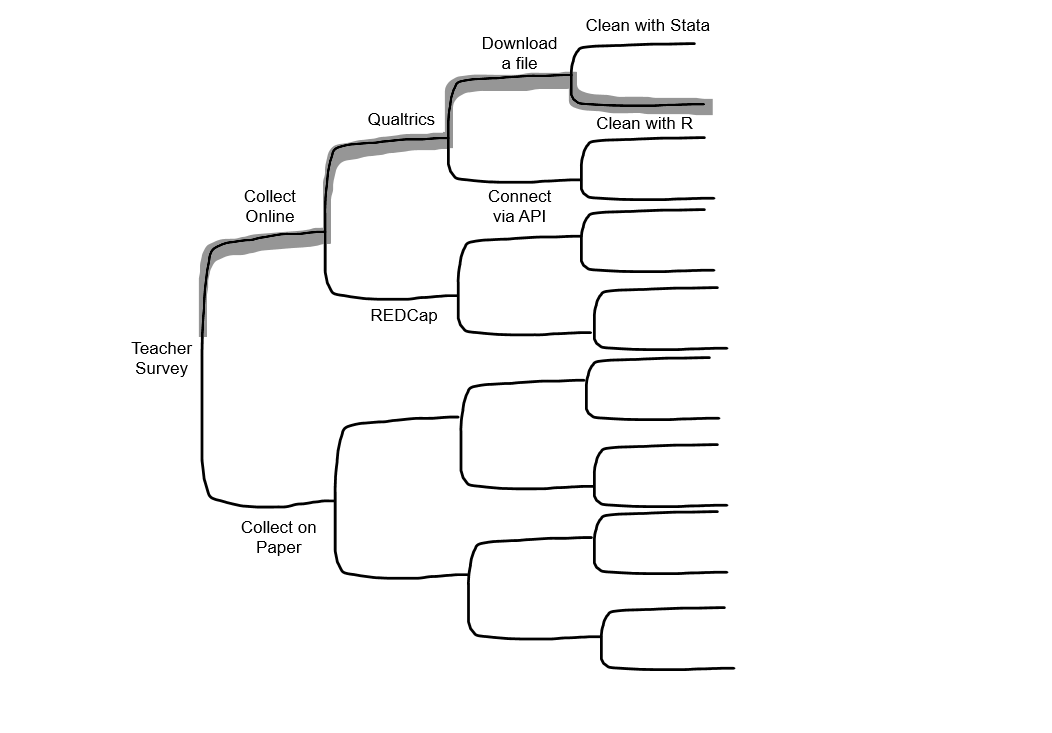 Clean with Stata
Download
a file
Qualtrics
Clean with R
Collect
Online
Connect
via API
REDCap
Teacher
Survey
Collect on
Paper